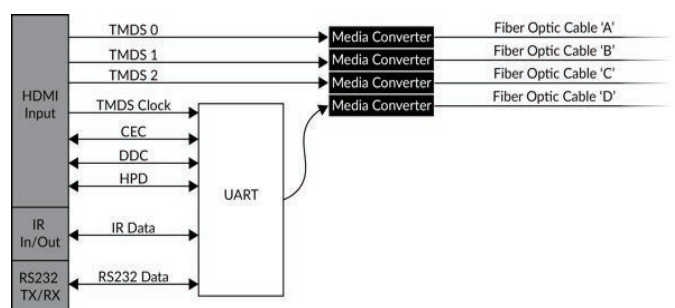 TMDS 0
Media Converter
Fiber Optic Cable ‘A’
TMDS 1
Media Converter
Fiber Optic Cable ‘B’
TMDS 2
Media Converter
Fiber Optic Cable ‘C’
Media Converter
Fiber Optic Cable ‘D’
HDMI
Input
TMDS Clock
CEC
DDC
HPD
UART
IR
In/Out
IR Data
RS232
TX/RX
RS232 Data